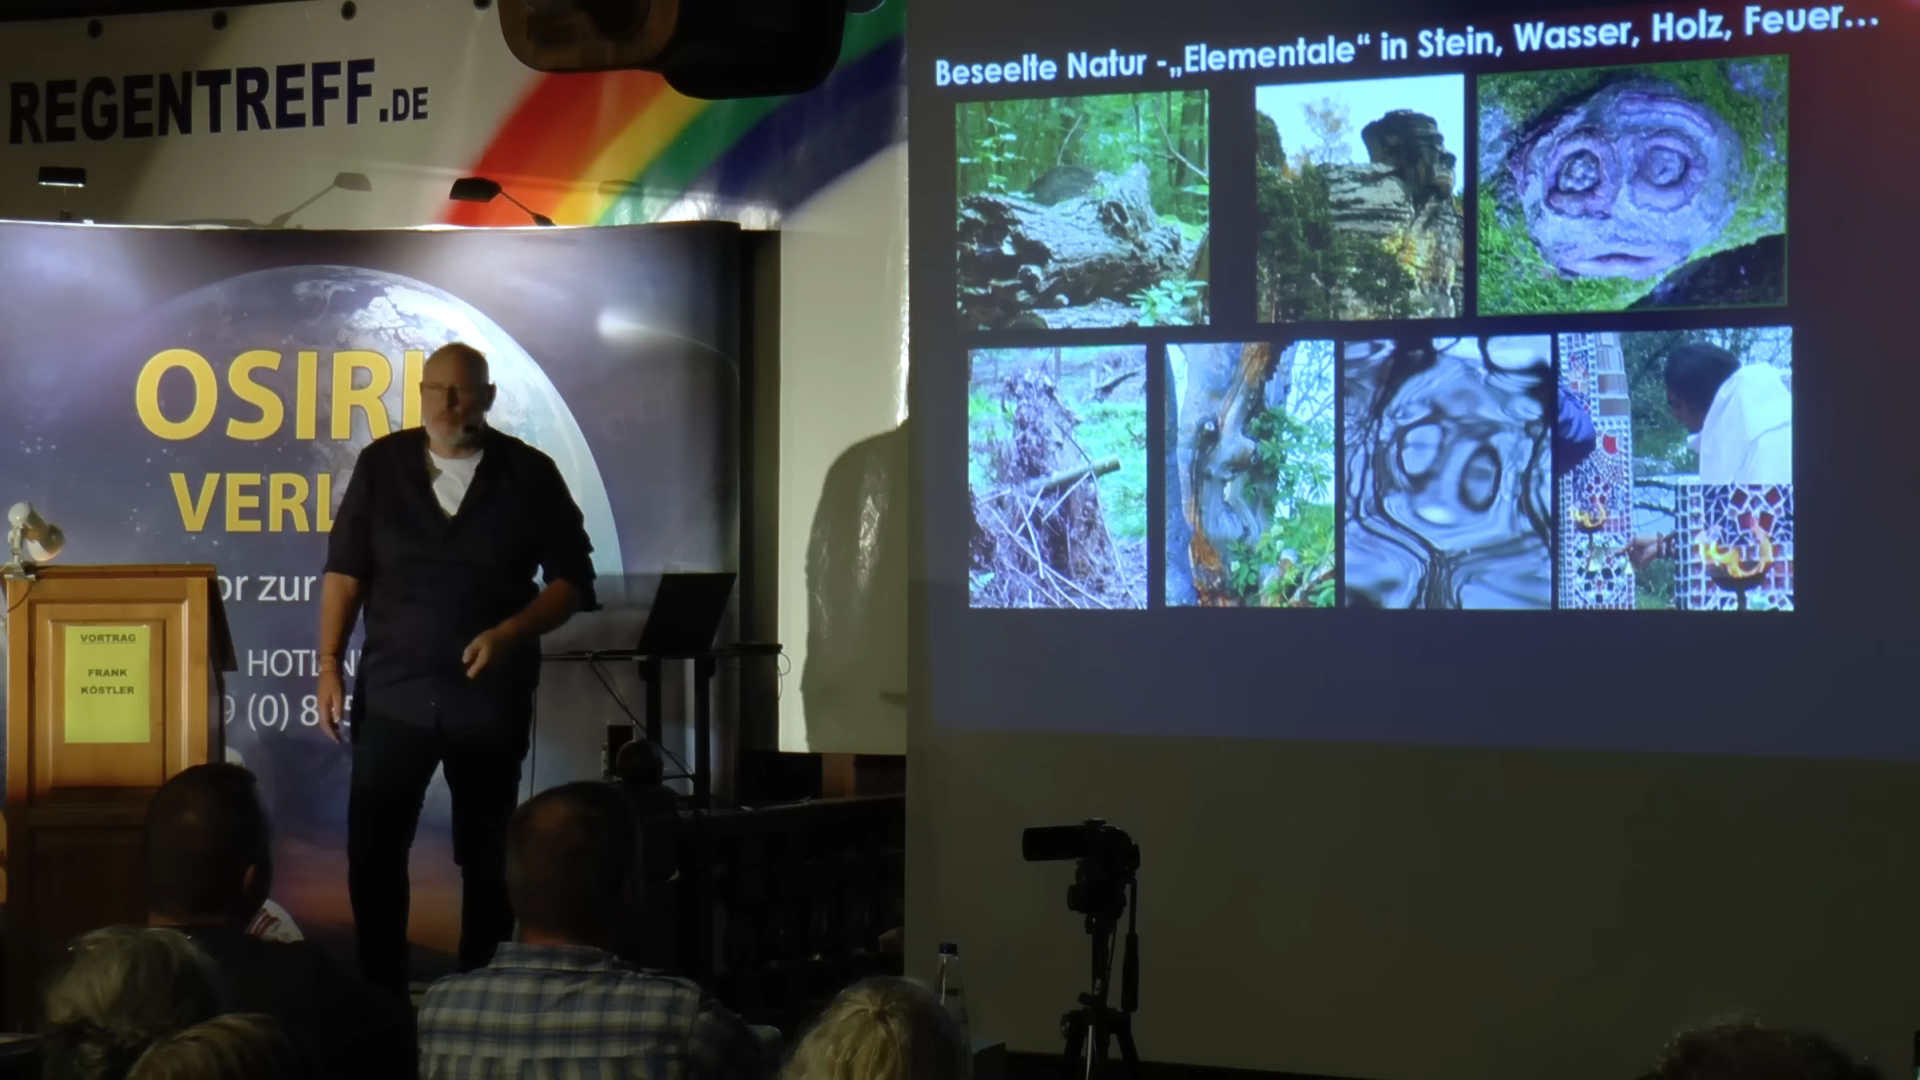 REGENTREFF.DE
Beseelte Natur -„Elementale“ in Stein, Wasser, Holz, Feuer...
OSIRI
VERL
or zur
HOTLIN
9 (0) 8
VORTRAG
FRANK
KÖSTLER